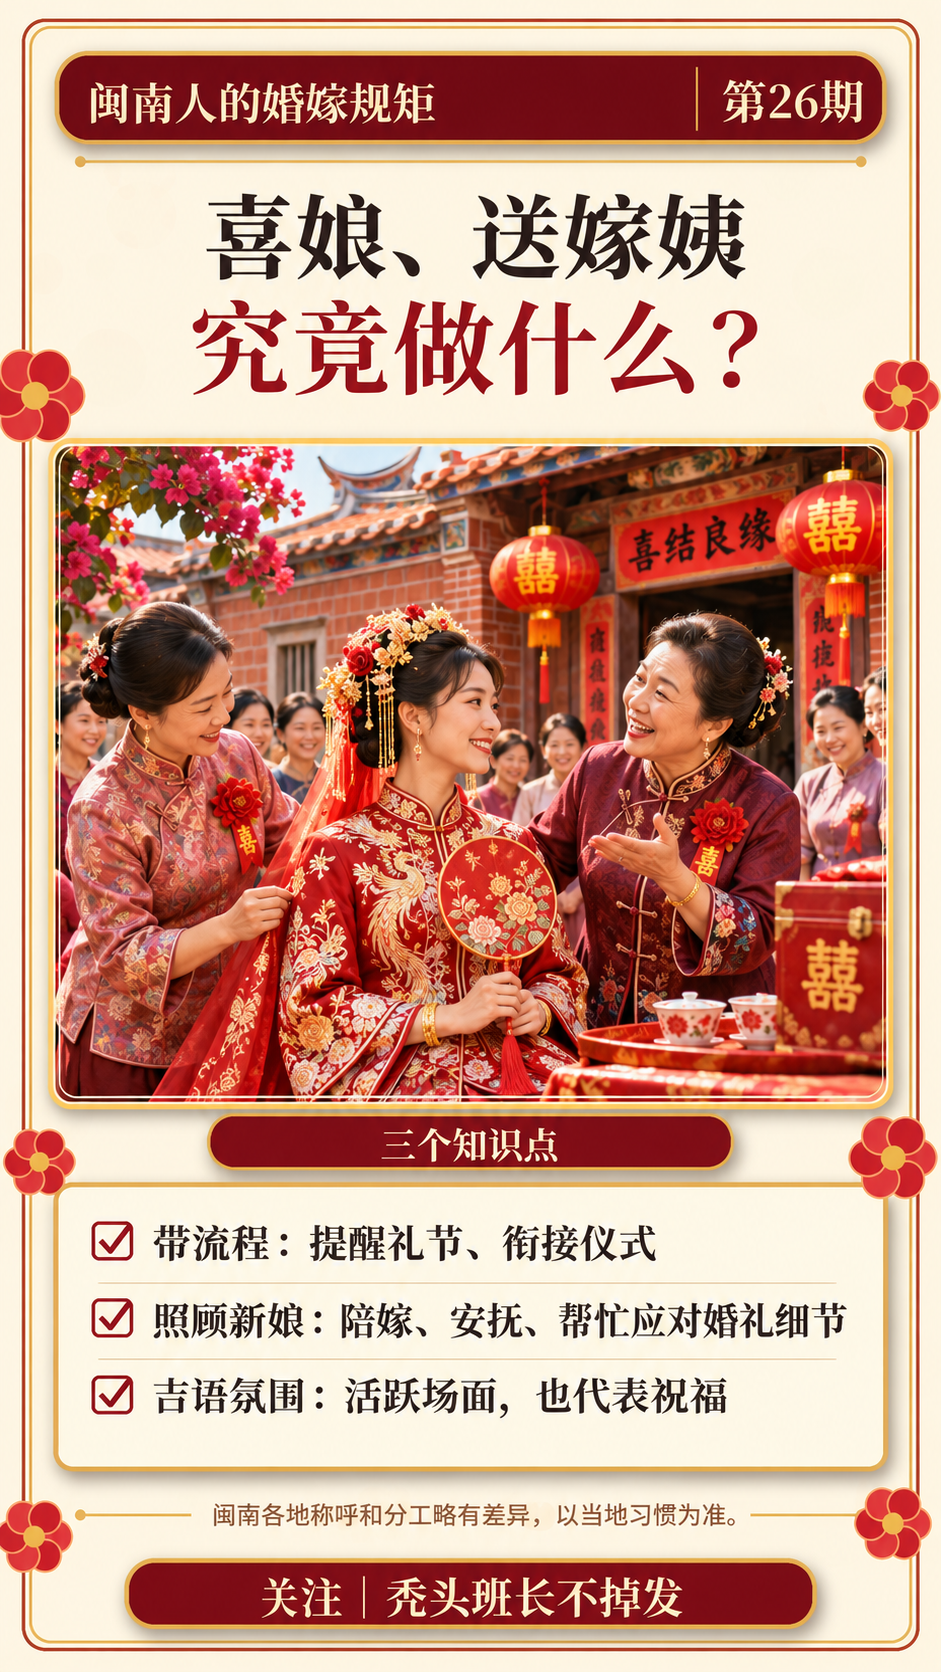 闽南人的婚嫁规矩
第26期
喜娘、送嫁姨
究竟做什么？
喜结良缘
囍
囍
喜
喜
囍
三个知识点
带流程：提醒礼节、衔接仪式
照顾新娘：陪嫁、安抚、帮忙应对婚礼细节
吉语氛围：活跃场面，也代表祝福
闽南各地称呼和分工略有差异，以当地习惯为准。
关注｜秃头班长不掉发